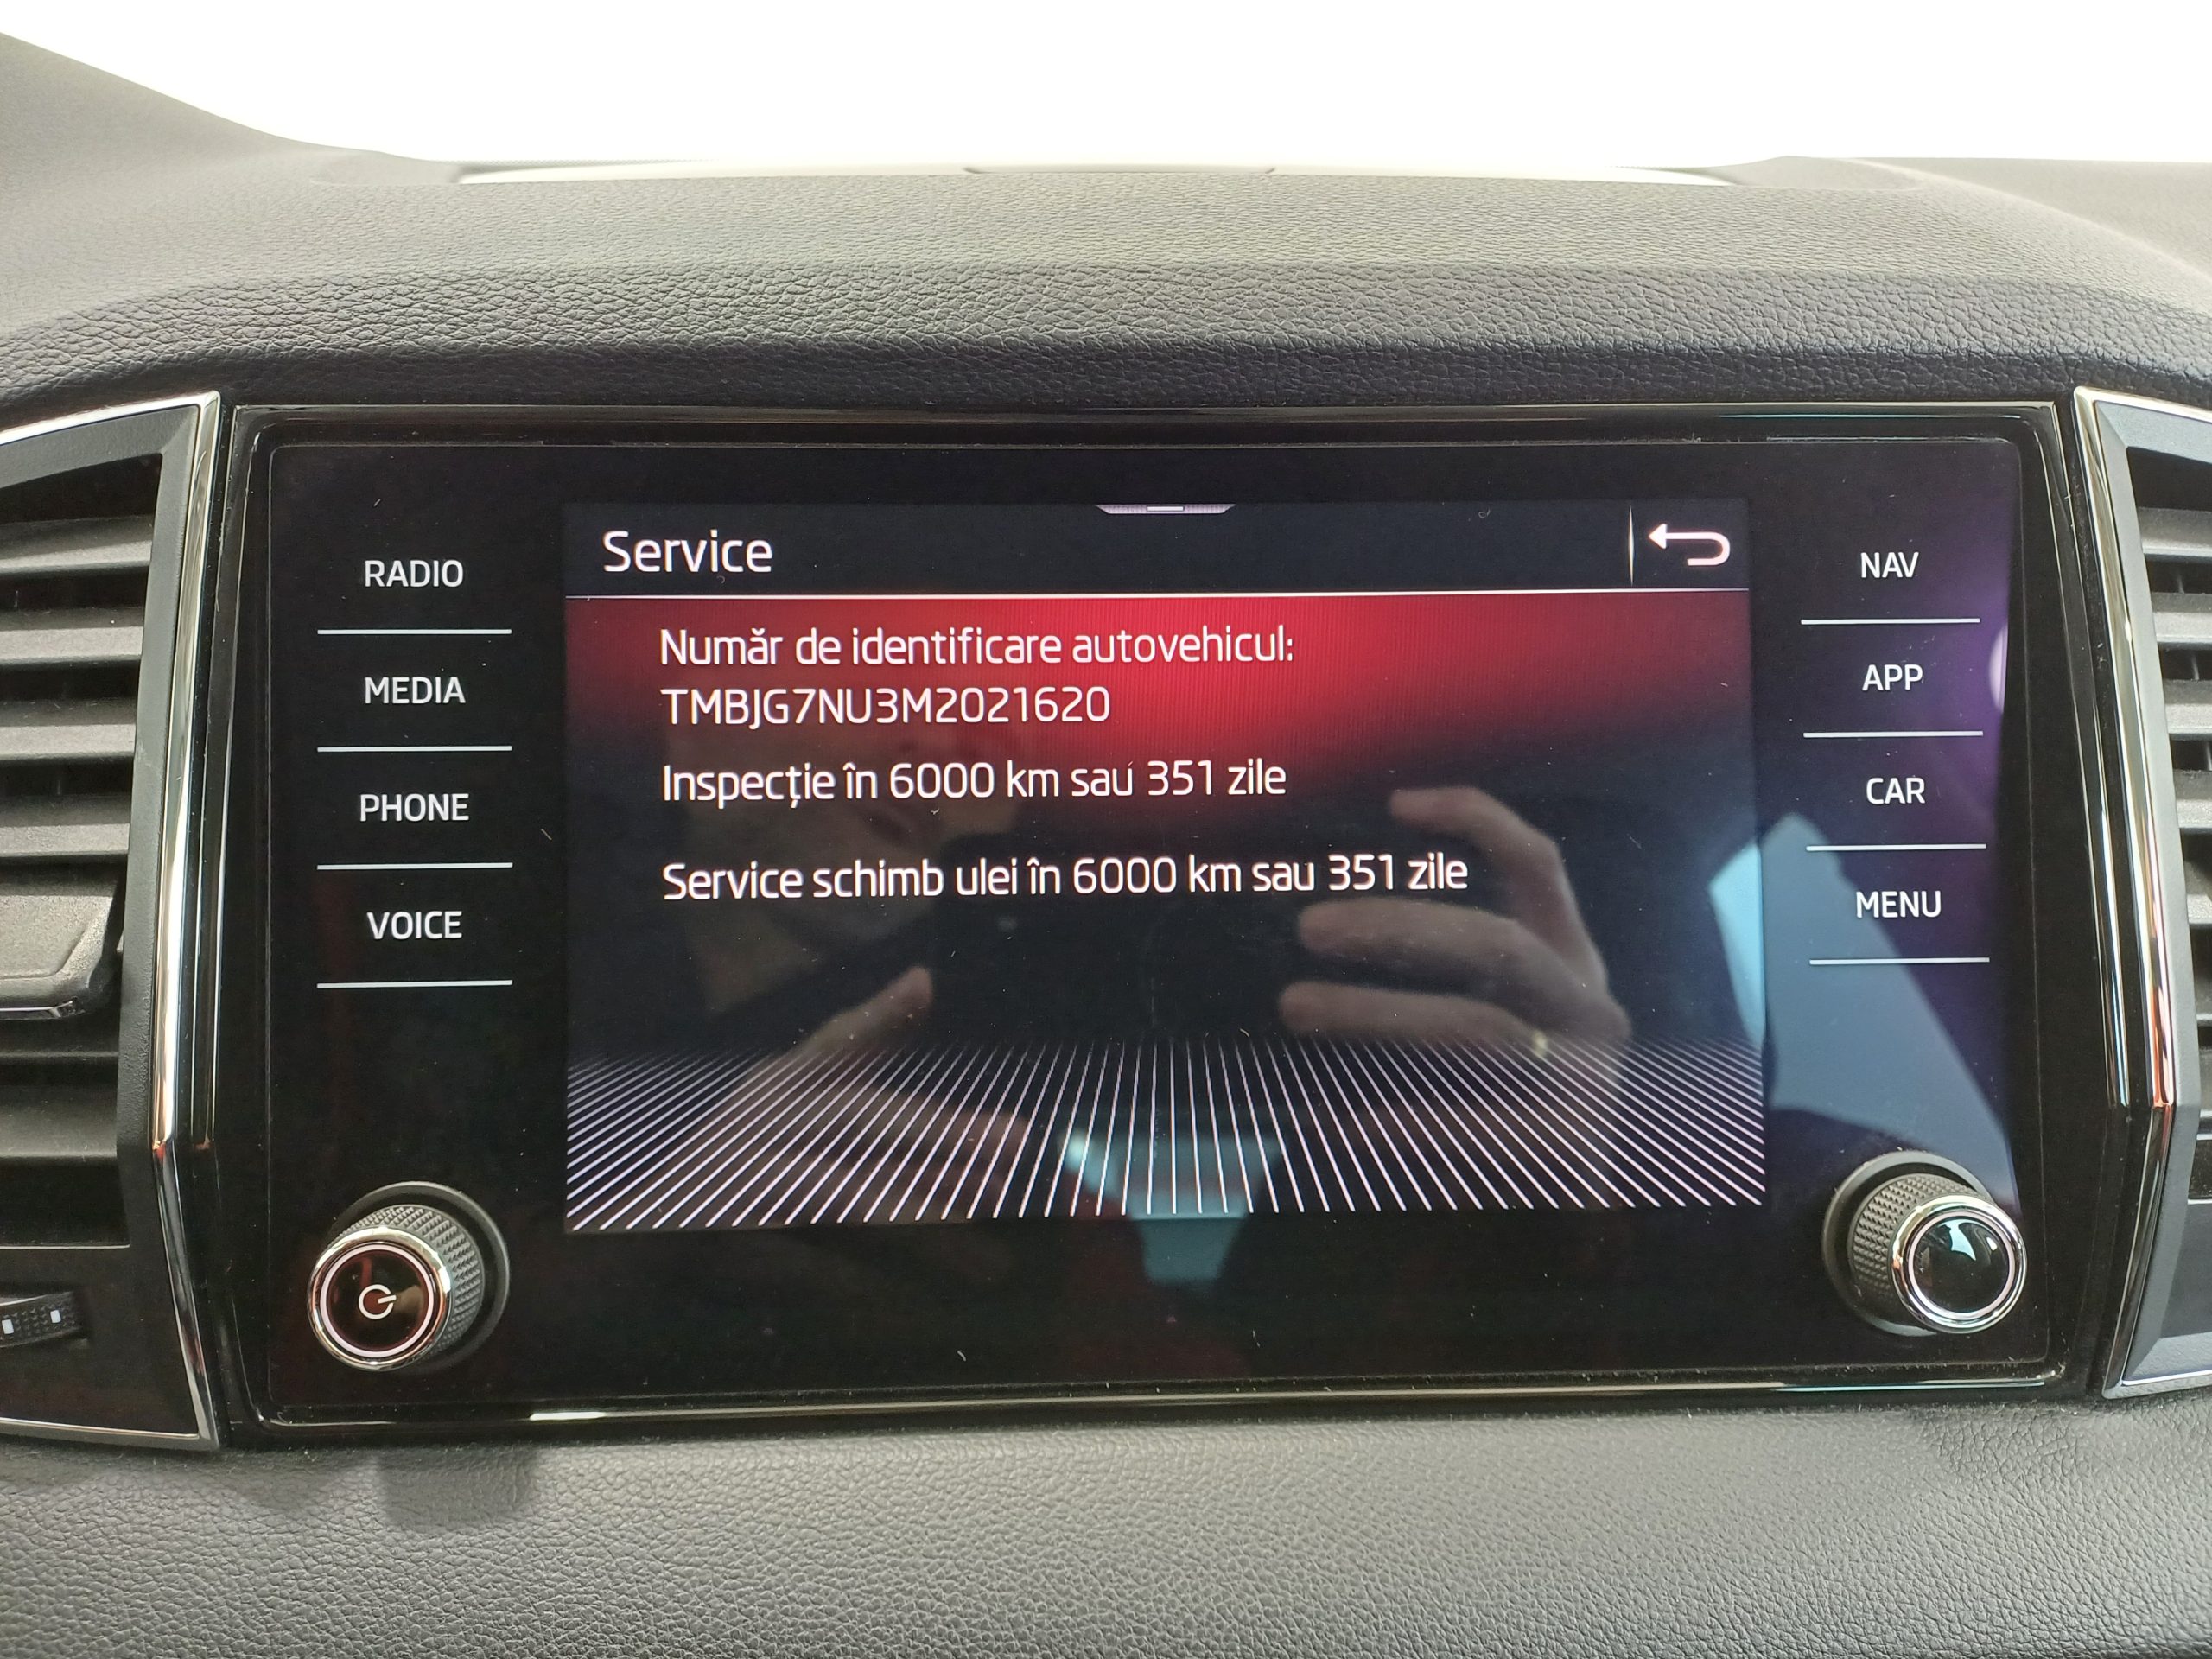 Service
Număr de identificare autovehicul:
TMBJG7NU3M2021620
Inspecție în 6000 km sau 351 zile
Service schimb ulei în 6000 km sau 351 zile
RADIO
MEDIA
PHONE
VOICE
NAV
APP
CAR
MENU